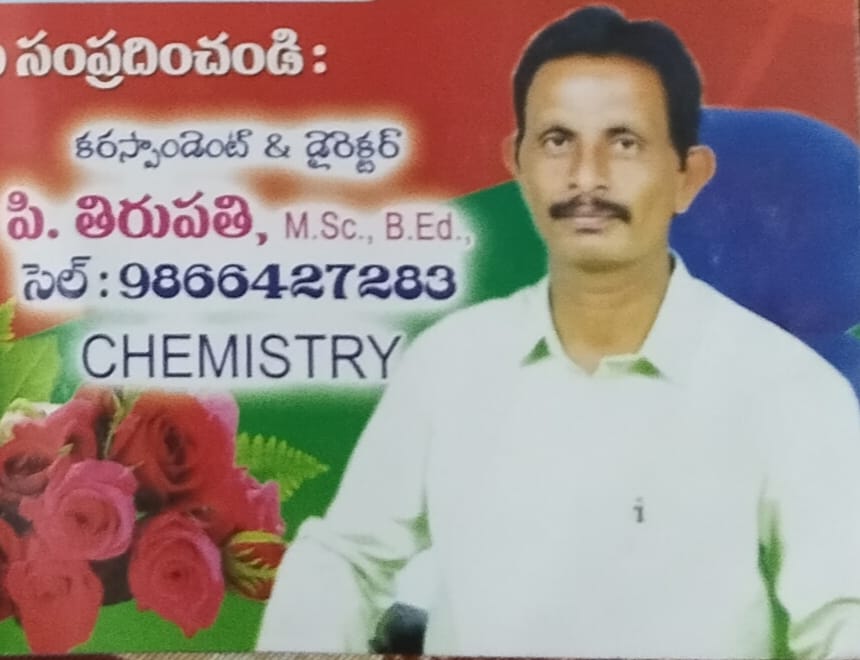 సంప్రదించండి :
కరస్పాండెంట్ & డైరెక్టర్
పి. తిరుపతి, M.Sc., B.Ed.,
సెల్ : 9866427283
CHEMISTRY
i